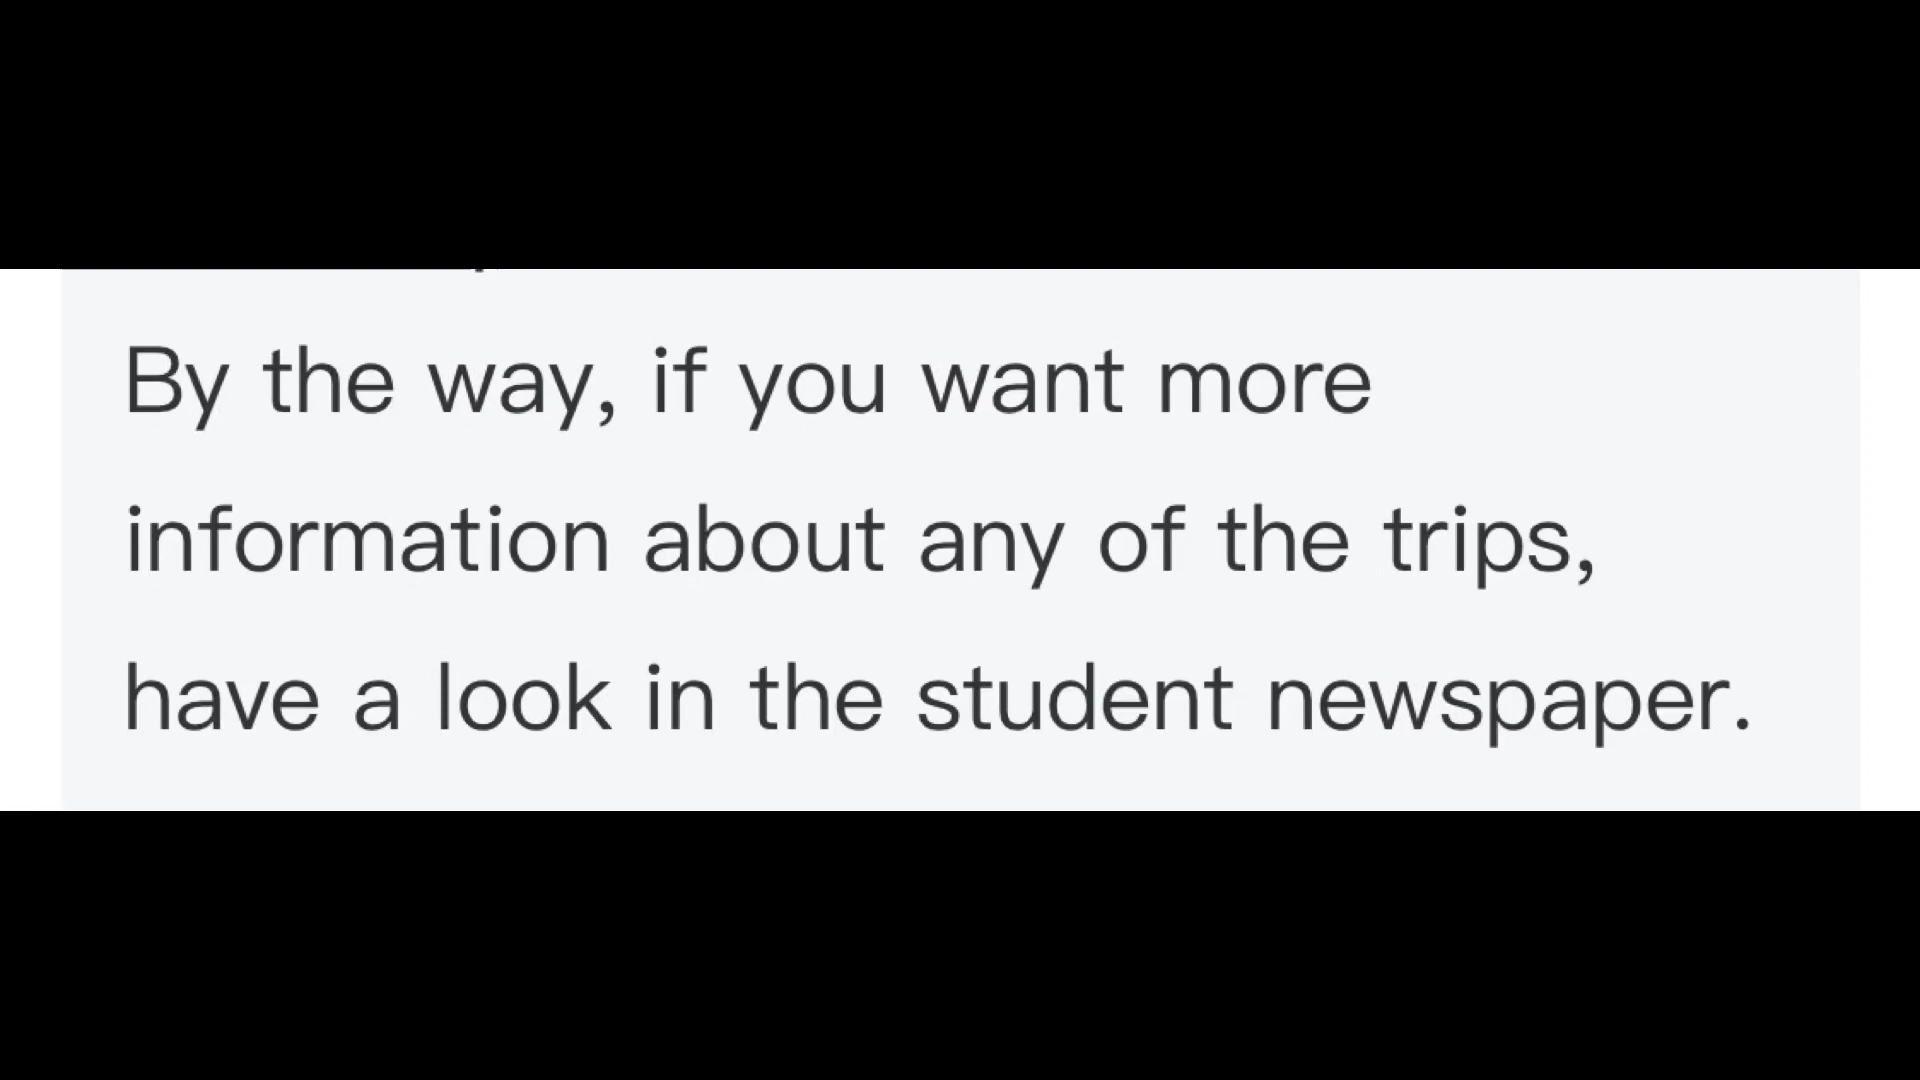 By the way, if you want more
information about any of the trips,
have a look in the student newspaper.